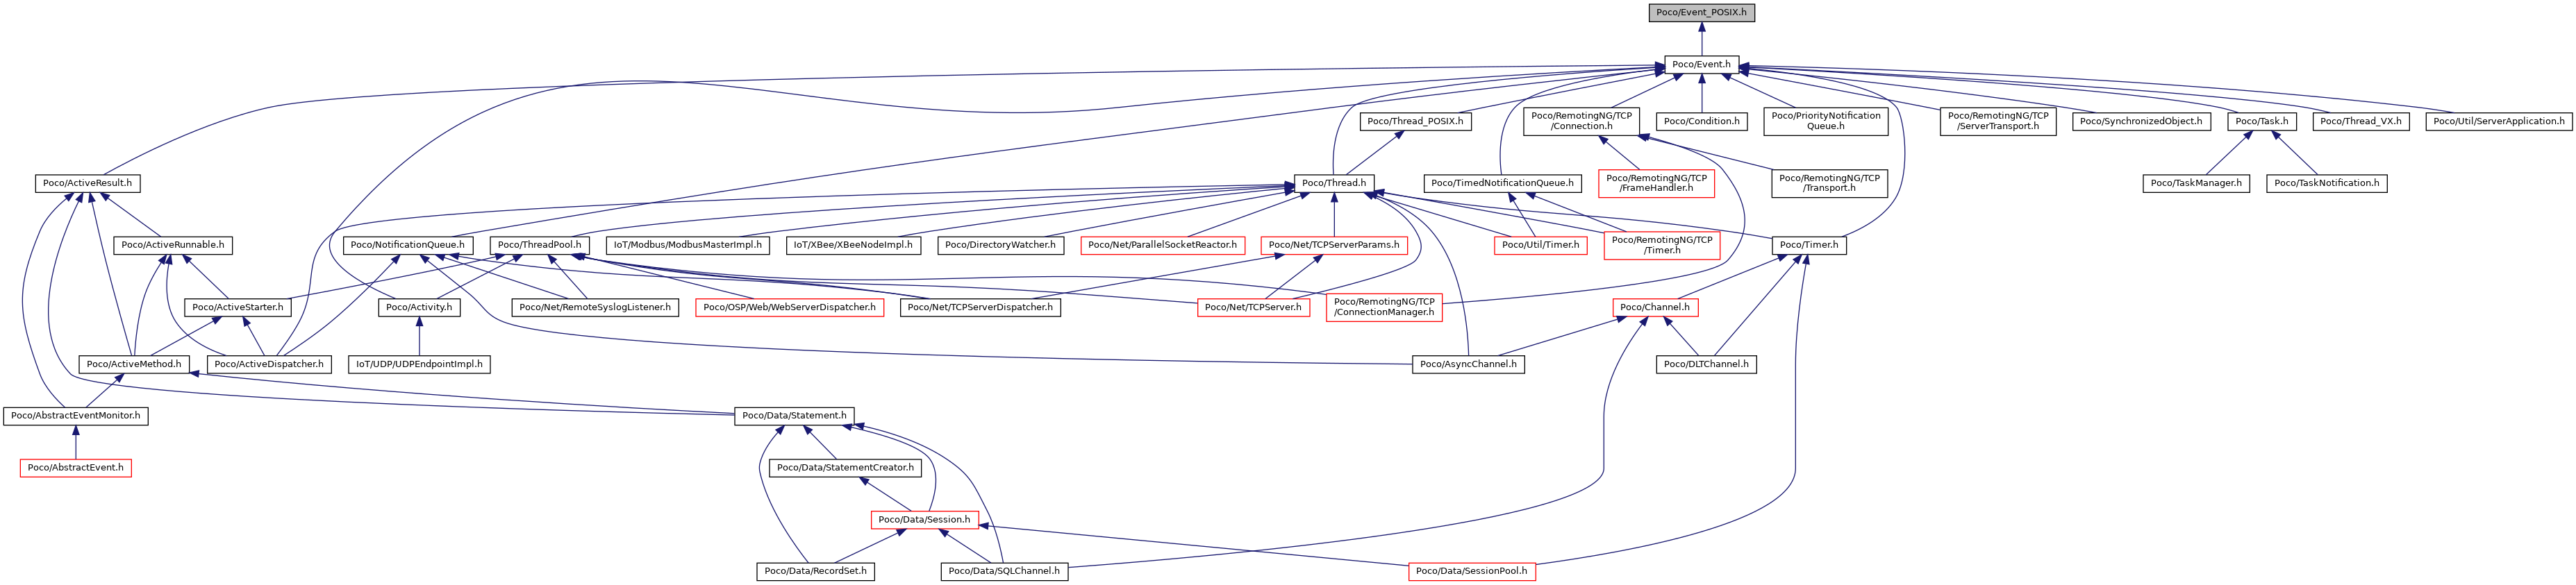 Poco/Event_POSIX.h
Poco/Event.h
Poco/Thread_POSIX.h
Poco/RemotingNG/TCP
/Connection.h
Poco/Condition.h
Poco/PriorityNotification
Queue.h
Poco/RemotingNG/TCP
/ServerTransport.h
Poco/SynchronizedObject.h
Poco/Task.h
Poco/Thread_VX.h
Poco/Util/ServerApplication.h
Poco/ActiveResult.h
Poco/Thread.h
Poco/TimedNotificationQueue.h
Poco/RemotingNG/TCP
/FrameHandler.h
Poco/RemotingNG/TCP
/Transport.h
Poco/TaskManager.h
Poco/TaskNotification.h
Poco/ActiveRunnable.h
Poco/NotificationQueue.h
Poco/ThreadPool.h
IoT/Modbus/ModbusMasterImpl.h
IoT/XBee/XBeeNodeImpl.h
Poco/DirectoryWatcher.h
Poco/Net/ParallelSocketReactor.h
Poco/Net/TCPServerParams.h
Poco/Util/Timer.h
Poco/RemotingNG/TCP
/Timer.h
Poco/Timer.h
Poco/ActiveStarter.h
Poco/Activity.h
Poco/Net/RemoteSyslogListener.h
Poco/OSP/Web/WebServerDispatcher.h
Poco/Net/TCPServerDispatcher.h
Poco/Net/TCPServer.h
Poco/RemotingNG/TCP
/ConnectionManager.h
Poco/Channel.h
Poco/ActiveMethod.h
Poco/ActiveDispatcher.h
IoT/UDP/UDPEndpointImpl.h
Poco/AsyncChannel.h
Poco/DLTChannel.h
Poco/AbstractEventMonitor.h
Poco/Data/Statement.h
Poco/AbstractEvent.h
Poco/Data/StatementCreator.h
Poco/Data/Session.h
Poco/Data/RecordSet.h
Poco/Data/SQLChannel.h
Poco/Data/SessionPool.h